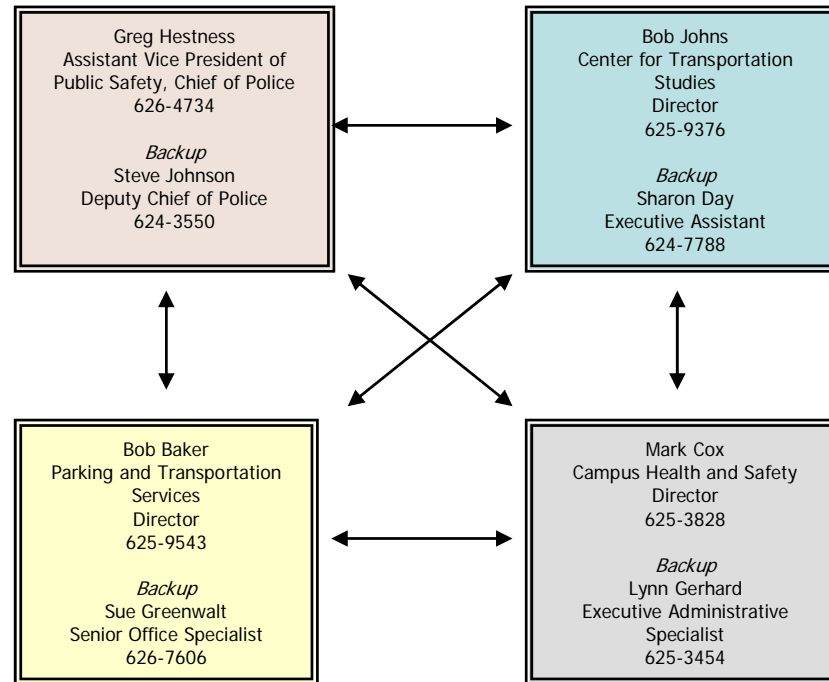 Greg Hestness
Assistant Vice President of
Public Safety, Chief of Police
626-4734
Backup
Steve Johnson
Deputy Chief of Police
624-3550
Bob Johns
Center for Transportation
Studies
Director
625-9376
Backup
Sharon Day
Executive Assistant
624-7788
Bob Baker
Parking and Transportation
Services
Director
625-9543
Backup
Sue Greenwalt
Senior Office Specialist
626-7606
Mark Cox
Campus Health and Safety
Director
625-3828
Backup
Lynn Gerhard
Executive Administrative
Specialist
625-3454